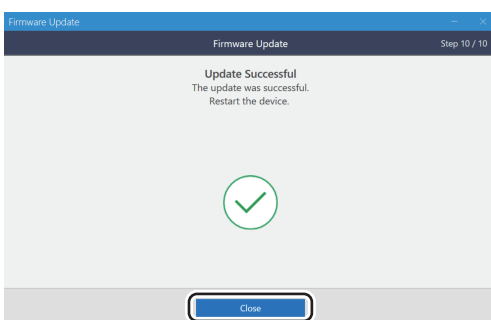 Firmware Update
Firmware Update Step 10 / 10
Update Successful
The update was successful.
Restart the device.
Close